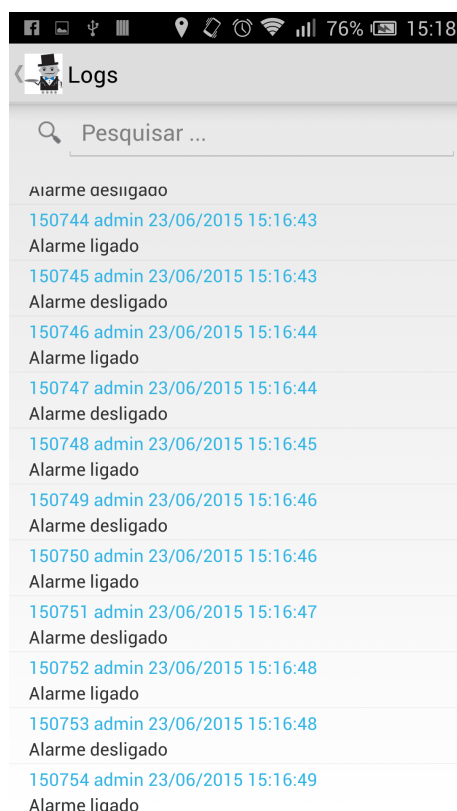 76% 15:18
Logs
Pesquisar ...
Alarme desligado
150744 admin 23/06/2015 15:16:43
Alarme ligado
150745 admin 23/06/2015 15:16:43
Alarme desligado
150746 admin 23/06/2015 15:16:44
Alarme ligado
150747 admin 23/06/2015 15:16:44
Alarme desligado
150748 admin 23/06/2015 15:16:45
Alarme ligado
150749 admin 23/06/2015 15:16:46
Alarme desligado
150750 admin 23/06/2015 15:16:46
Alarme ligado
150751 admin 23/06/2015 15:16:47
Alarme desligado
150752 admin 23/06/2015 15:16:48
Alarme ligado
150753 admin 23/06/2015 15:16:48
Alarme desligado
150754 admin 23/06/2015 15:16:49
Alarme ligado